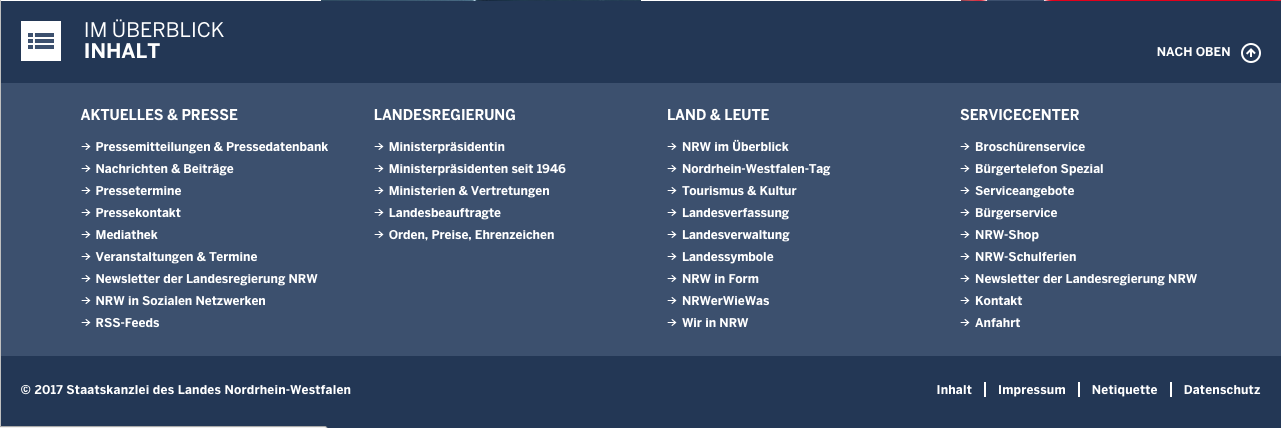 IM ÜBERBLICK
INHALT
NACH OBEN
AKTUELLES & PRESSE
Pressemitteilungen & Pressedatenbank
Nachrichten & Beiträge
Pressetermine
Pressekontakt
Mediathek
Veranstaltungen & Termine
Newsletter der Landesregierung NRW
NRW in Sozialen Netzwerken
RSS-Feeds
LANDESREGIERUNG
Ministerpräsidentin
Ministerpräsidenten seit 1946
Ministerien & Vertretungen
Landesbeauftragte
Orden, Preise, Ehrenzeichen
LAND & LEUTE
NRW im Überblick
Nordrhein-Westfalen-Tag
Tourismus & Kultur
Landesverfassung
Landesverwaltung
Landessymbole
NRW in Form
NRWerWieWas
Wir in NRW
SERVICECENTER
Broschürenservice
Bürgertelefon Spezial
Serviceangebote
Bürgerservice
NRW-Shop
NRW-Schulferien
Newsletter der Landesregierung NRW
Kontakt
Anfahrt
© 2017 Staatskanzlei des Landes Nordrhein-Westfalen
Inhalt | Impressum | Netiquette | Datenschutz